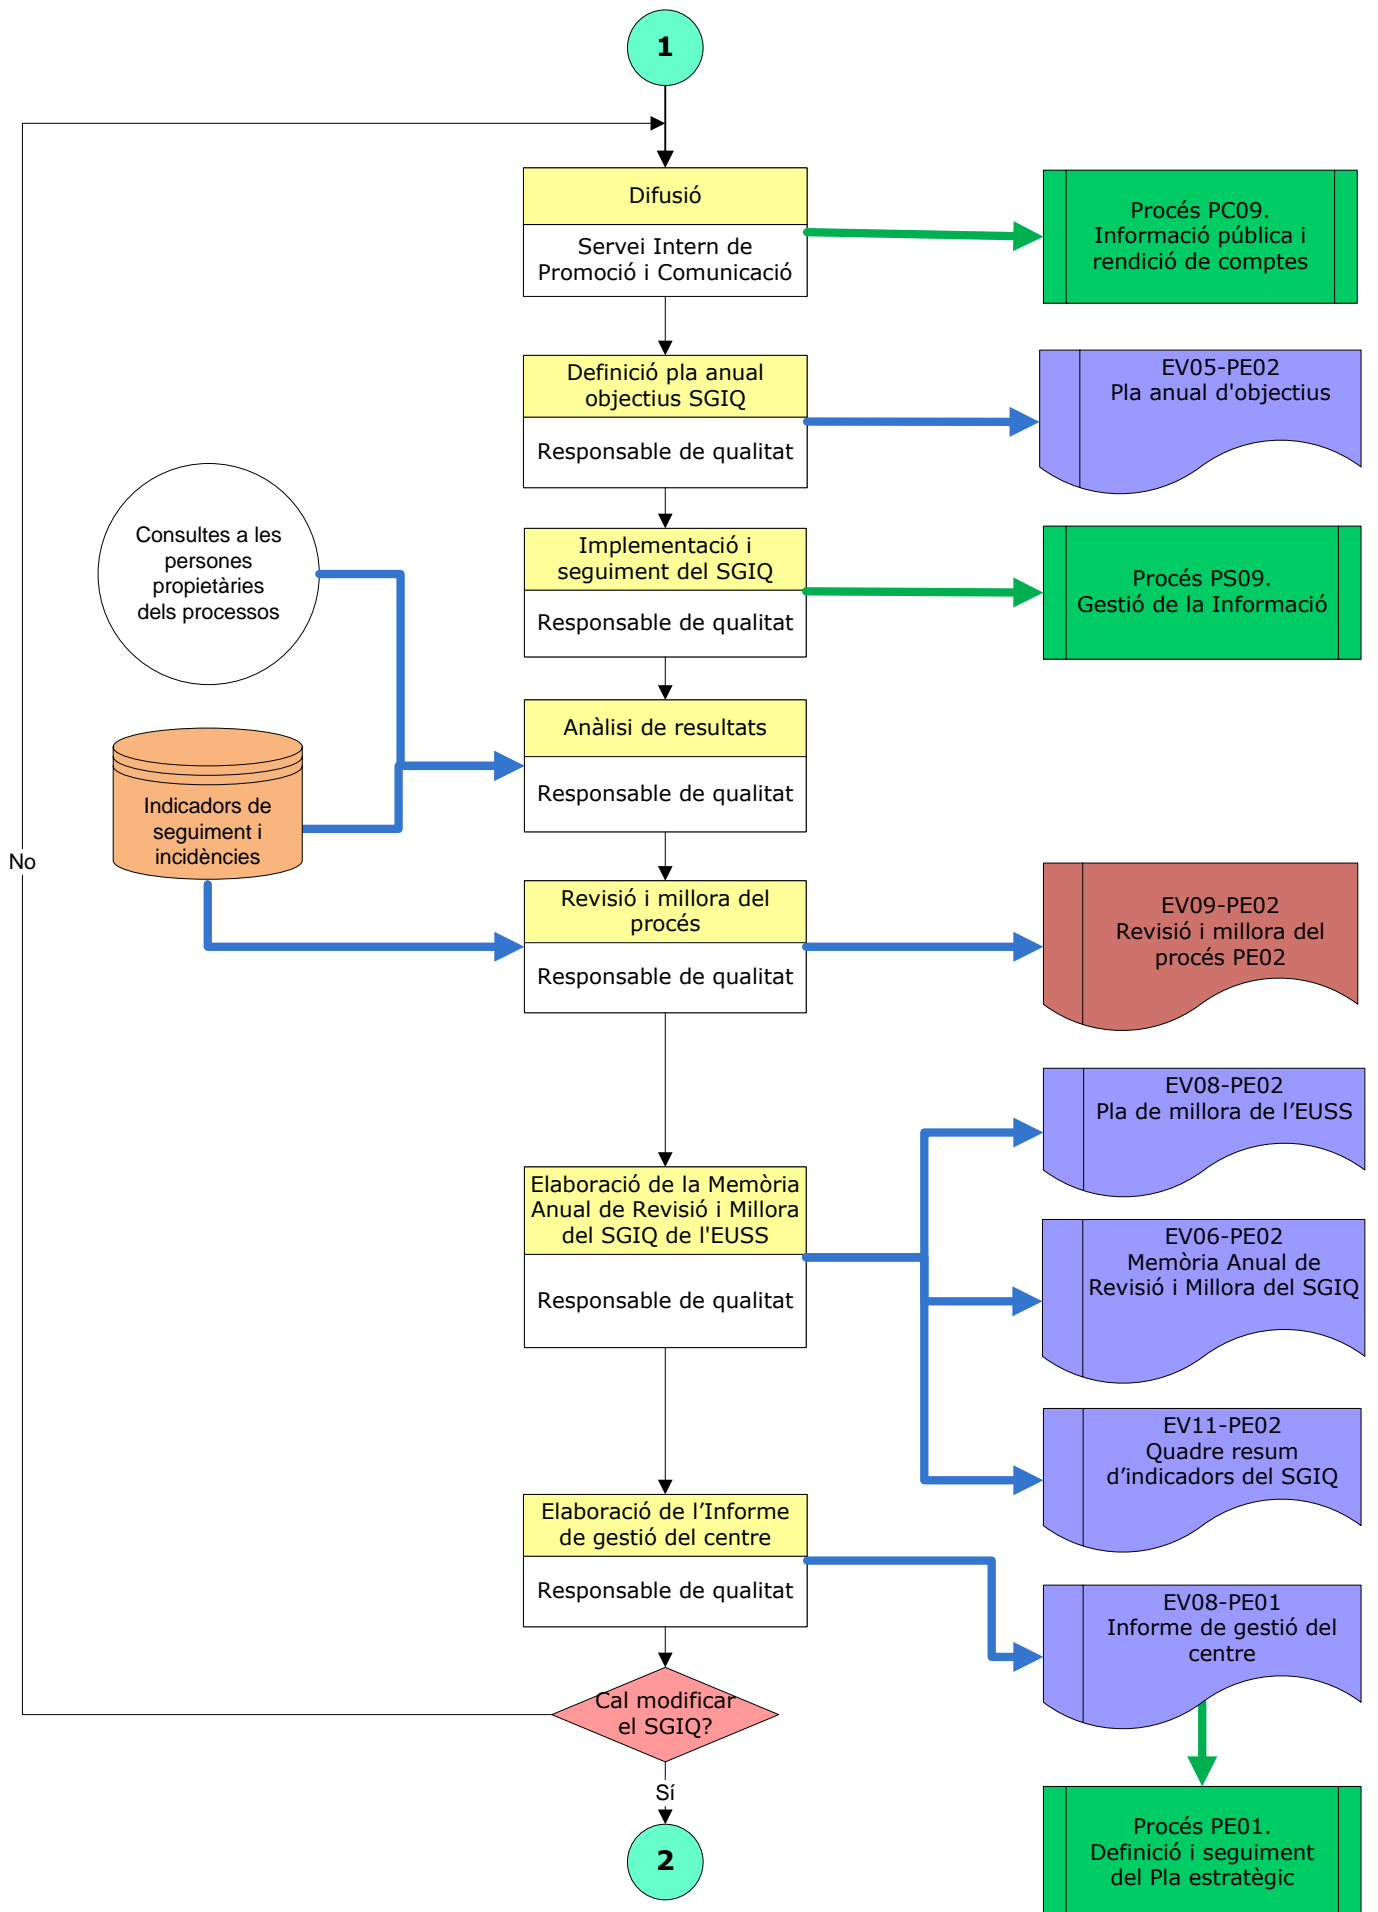 1
Difusió
Servei Intern de
Promoció i Comunicació
Procés PC09.
Informació pública i
rendició de comptes
Definició pla anual
objectius SGIQ
Responsable de qualitat
EV05-PE02
Pla anual d'objectius
Consultes a les
persones
propietàries
dels processos
Implementació i
seguiment del SGIQ
Responsable de qualitat
Procés PS09.
Gestió de la Informació
Anàlisi de resultats
Responsable de qualitat
Indicadors de
seguiment i
incidències
No
Revisió i millora del
procés
Responsable de qualitat
EV09-PE02
Revisió i millora del
procés PE02
EV08-PE02
Pla de millora de l’EUSS
Elaboració de la Memòria
Anual de Revisió i Millora
del SGIQ de l'EUSS
Responsable de qualitat
EV06-PE02
Memòria Anual de
Revisió i Millora del SGIQ
EV11-PE02
Quadre resum
d’indicadors del SGIQ
Elaboració de l’Informe
de gestió del centre
Responsable de qualitat
EV08-PE01
Informe de gestió del
centre
Cal modificar
el SGIQ?
Sí
2
Procés PE01.
Definició i seguiment
del Pla estratègic